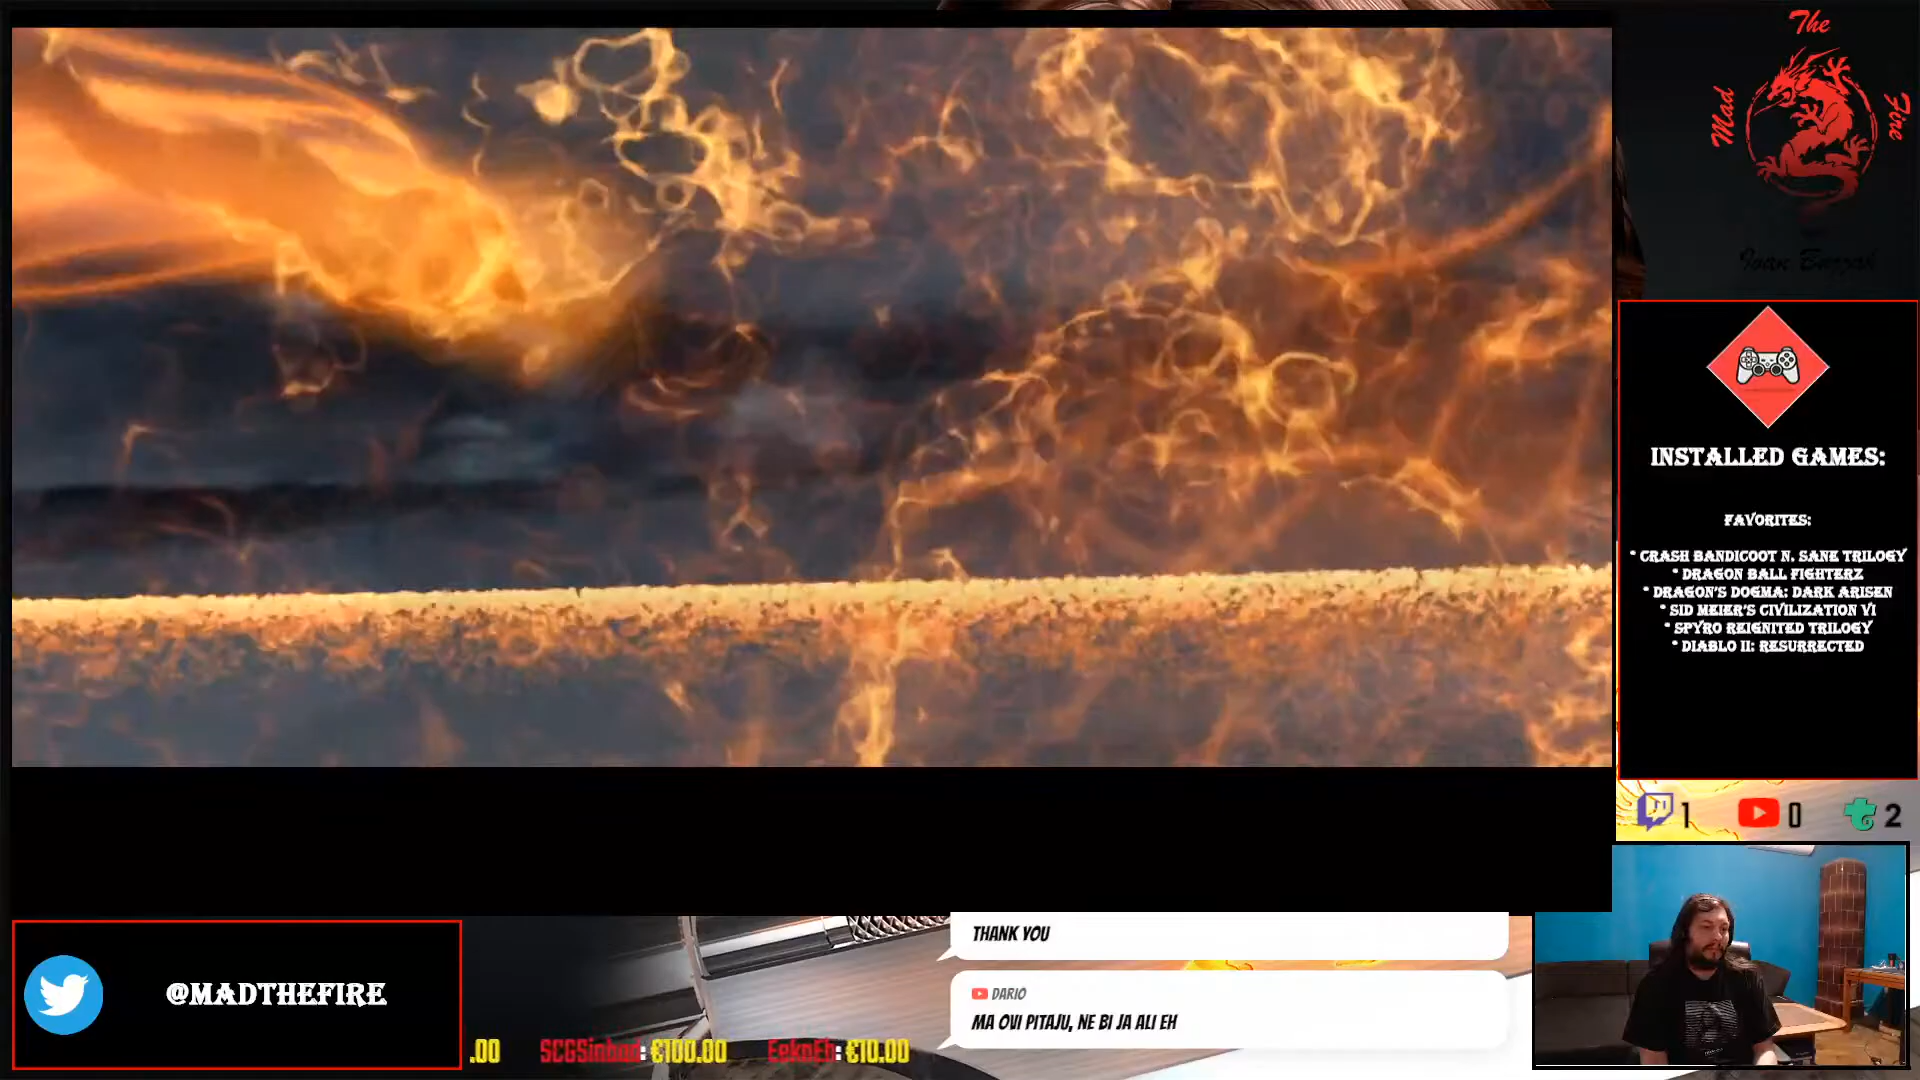 The
Mad
Fire
INSTALLED GAMES:
FAVORITES:
* CRASH BANDICOOT N. SANE TRILOGY
* DRAGON BALL FIGHTERZ
* DRAGON'S DOGMA: DARK ARISEN
* SID MEIER'S CIVILIZATION VI
* SPYRO REIGNITED TRILOGY
* DIABLO II: RESURRECTED
1 0 2
THANK YOU
DARIO
MA OVI PITAJU, NE BI JA ALI EH
@MADTHEFIRE
.00 SCGSinbad: €100.00 EeknEh: €10.00